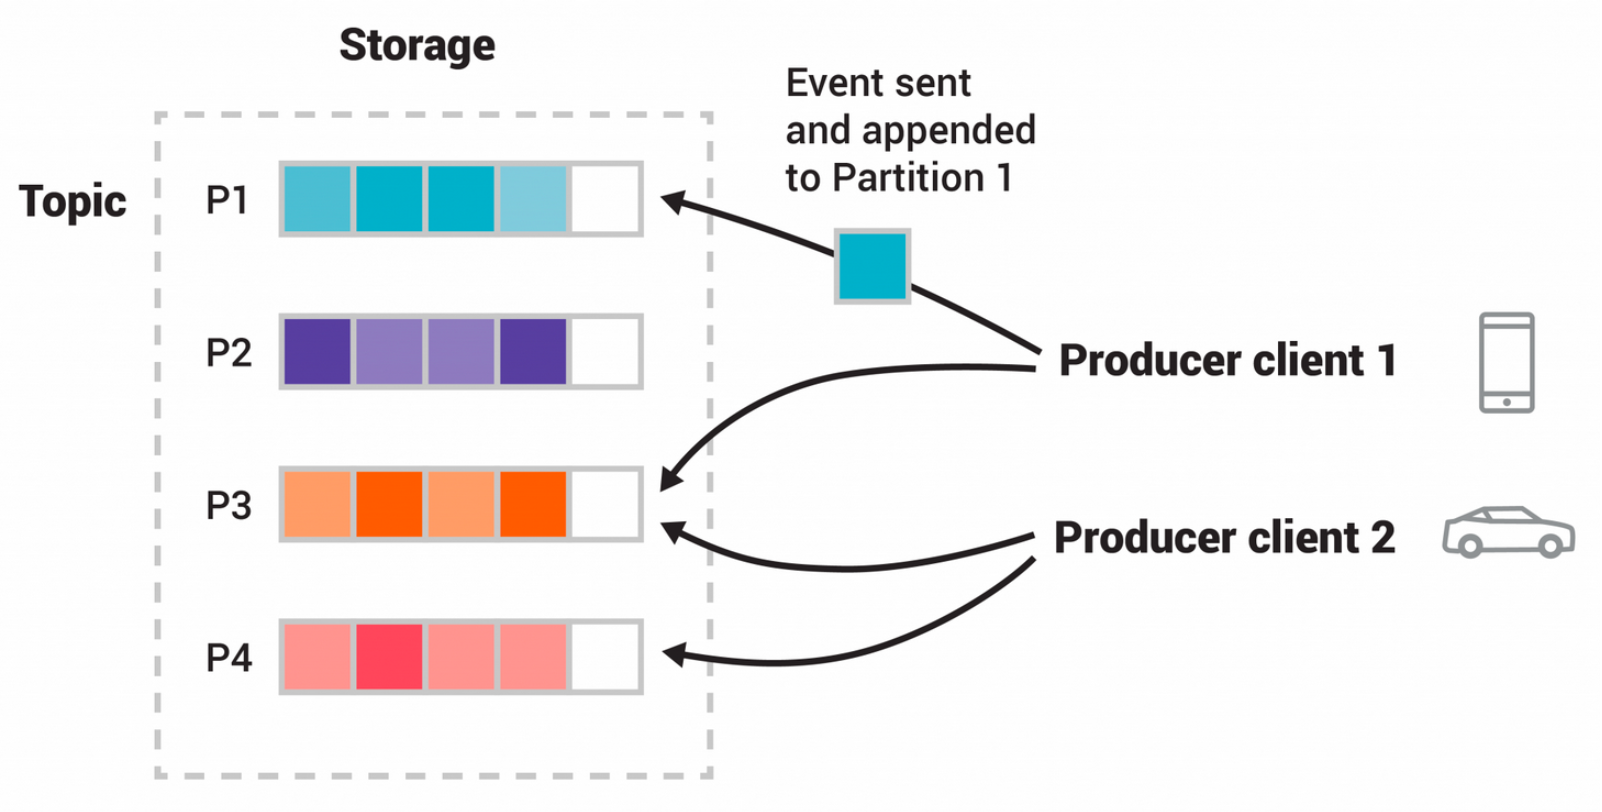 Storage
Event sent
and appended
to Partition 1
Topic
P1
P2
Producer client 1
P3
Producer client 2
P4